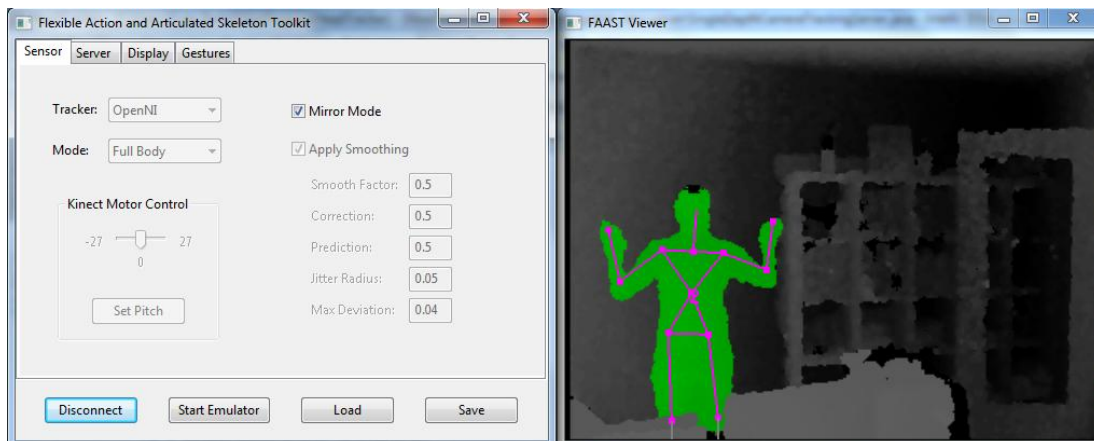 Flexible Action and Articulated Skeleton Toolkit
Sensor Server Display Gestures
Tracker: OpenNI
Mode: Full Body
Kinect Motor Control
-27 27
0
Set Pitch
Mirror Mode
Apply Smoothing
Smooth Factor: 0.5
Correction: 0.5
Prediction: 0.5
Jitter Radius: 0.05
Max Deviation: 0.04
Disconnect Start Emulator Load Save
FAAST Viewer